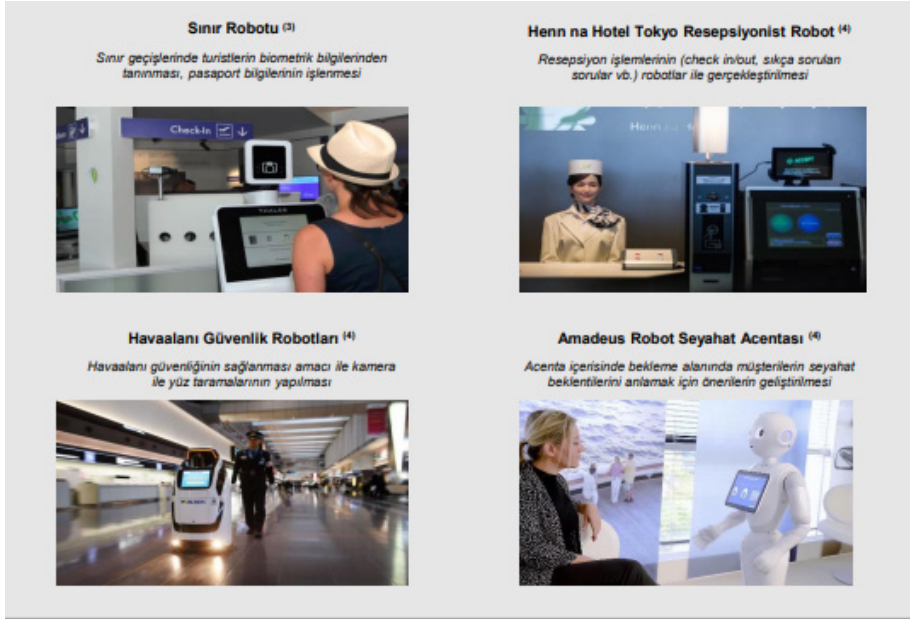 Sınır Robotu (3)
Sınır geçişlerinde turistlerin biometrik bilgilerinden
tanınması, pasaport bilgilerinin işlenmesi
Check-In
Henn na Hotel Tokyo Resepsiyonist Robot (4)
Resepsiyon işlemlerinin (check in/out, sıkça sorulan
sorular vb.) robotlar ile gerçekleştirilmesi
Henn
Havaalanı Güvenlik Robotları (4)
Havaalanı güvenliğinin sağlanması amacı ile kamera
ile yüz taramalarının yapılması
Amadeus Robot Seyahat Acentası (4)
Acenta içerisinde bekleme alanında müşterilerin seyahat
beklentilerini anlamak için önerilerin geliştirilmesi